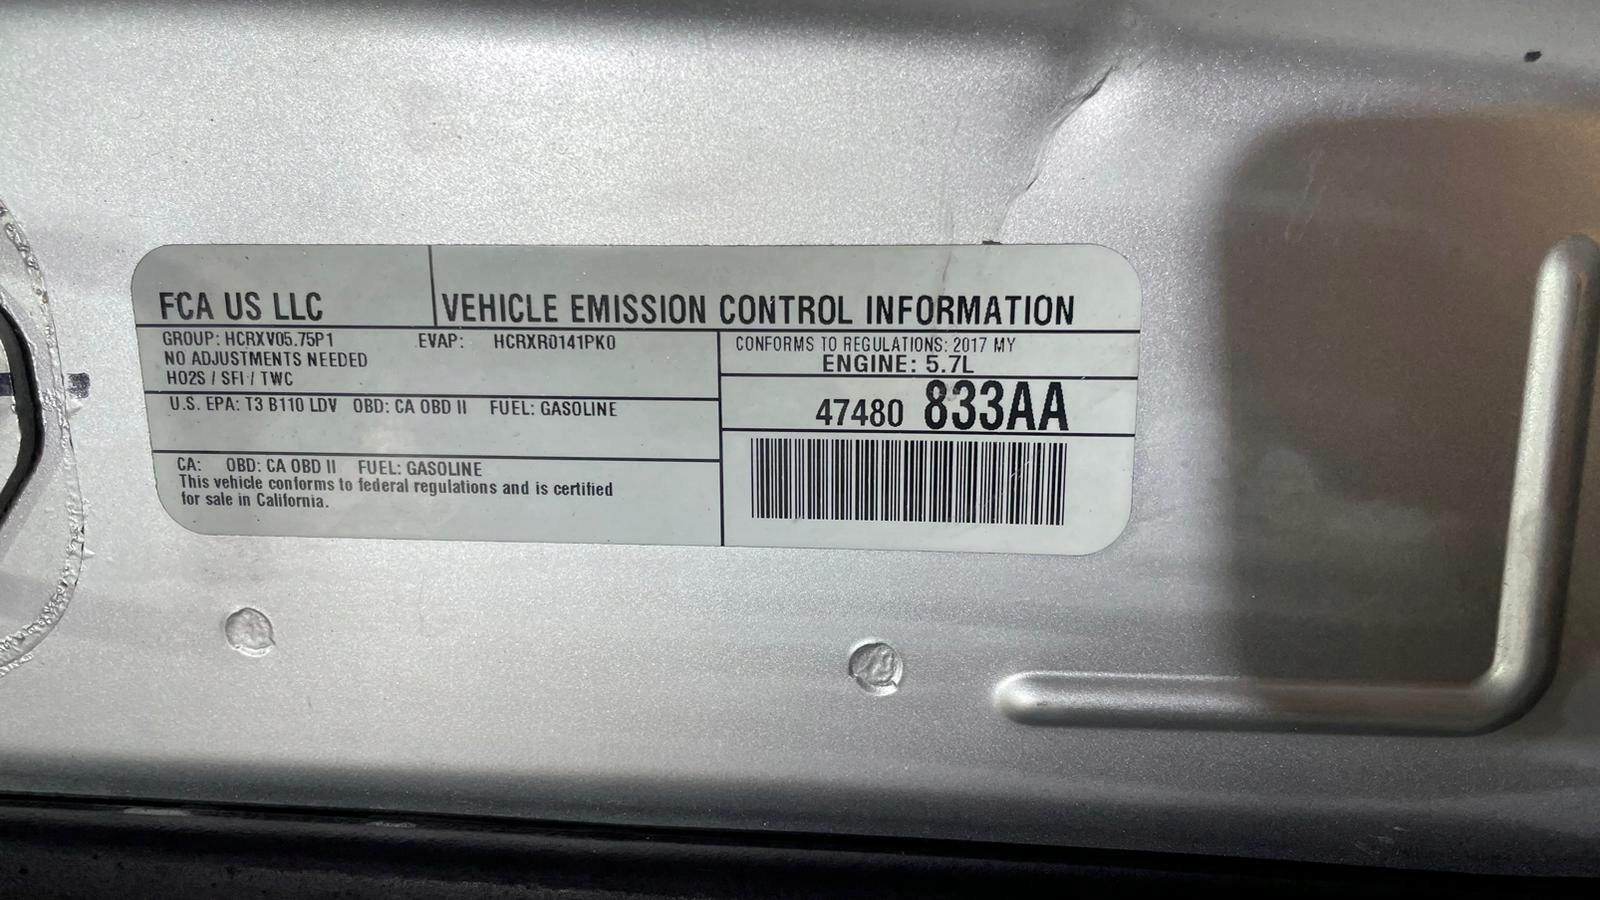 FCA US LLC
VEHICLE EMISSION CONTROL INFORMATION
GROUP: HCRXV05.75P1 EVAP: HCRXR0141PK0
NO ADJUSTMENTS NEEDED
HO2S / SFI / TWC
U.S. EPA: T3 B110 LDV OBD: CA OBD II FUEL: GASOLINE
CA: OBD: CA OBD II FUEL: GASOLINE
This vehicle conforms to federal regulations and is certified
for sale in California.
CONFORMS TO REGULATIONS: 2017 MY
ENGINE: 5.7L
47480 833AA